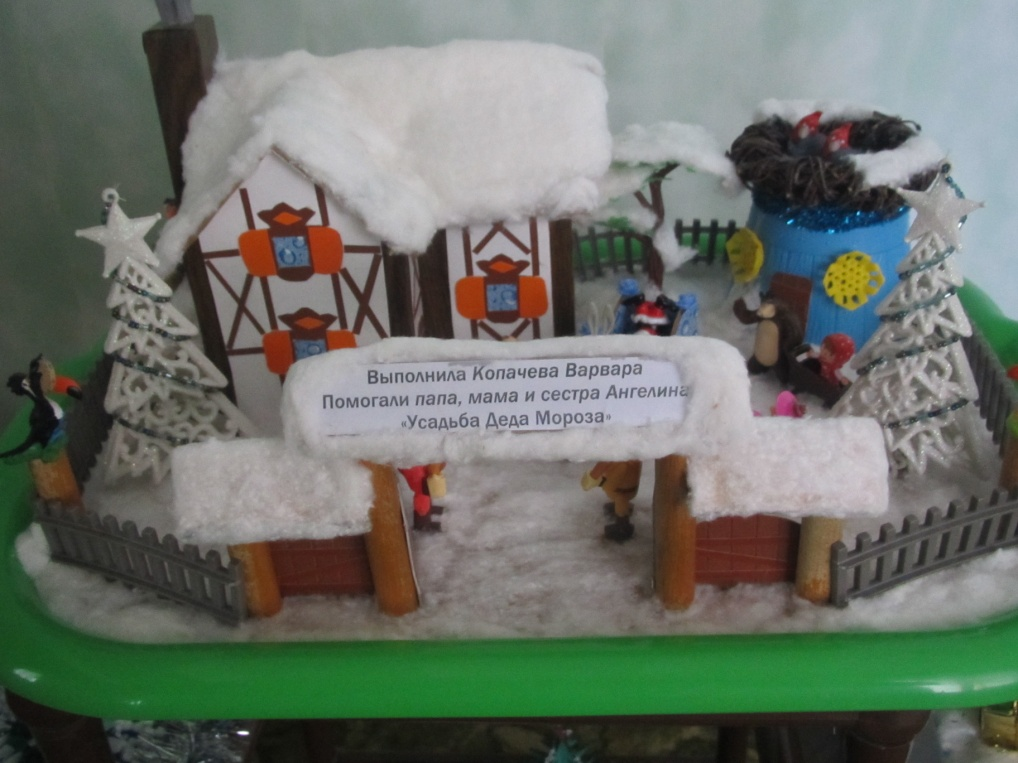 Выполнила Копачева Варвара
Помогали папа, мама и сестра Ангелина
«Усадьба Деда Мороза»